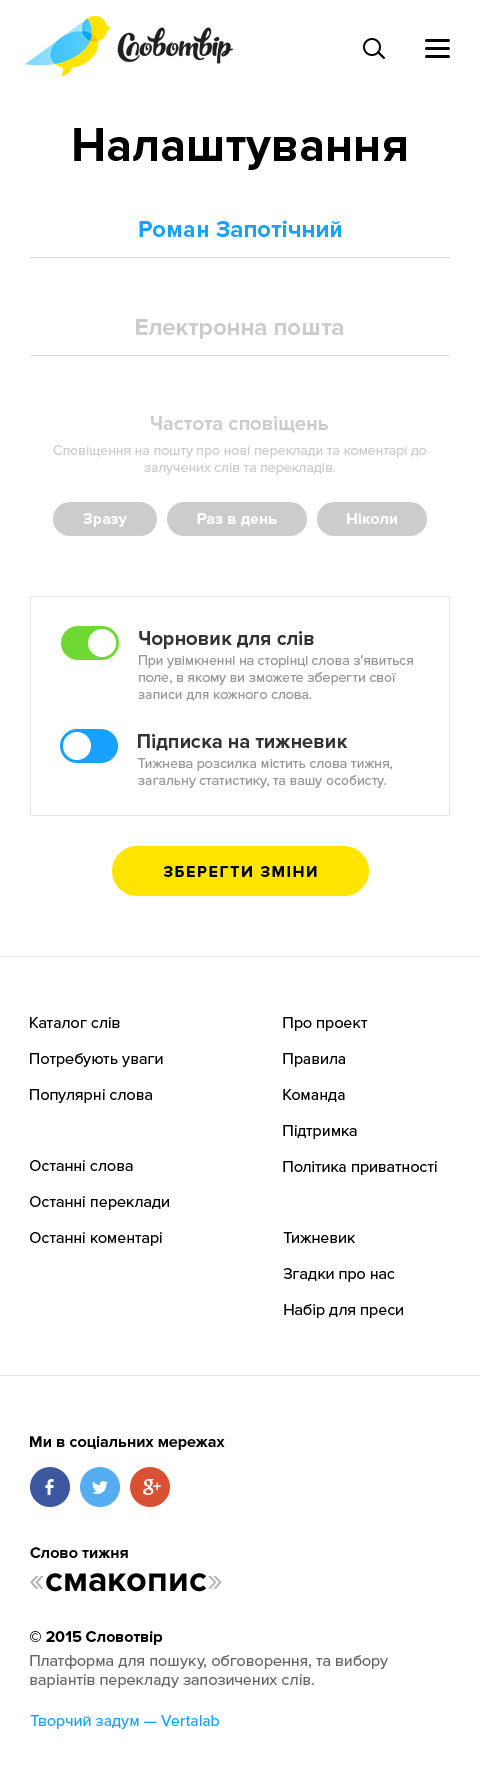 Словотвір
Налаштування
Роман Запотічний
Електронна пошта
Частота сповіщень
Сповіщення на пошту про нові переклади та коментарі до
залучених слів та перекладів.
Зразу Раз в день Ніколи
Чорновик для слів
При увімкненні на сторінці слова з'явиться
поле, в якому ви зможете зберегти свої
записи для кожного слова.
Підписка на тижневик
Тижнева розсилка містить слова тижня,
загальну статистику, та вашу особисту.
ЗБЕРЕГТИ ЗМІНИ
Каталог слів
Потребують уваги
Популярні слова
Останні слова
Останні переклади
Останні коментарі
Про проект
Правила
Команда
Підтримка
Політика приватності
Тижневик
Згадки про нас
Набір для преси
Ми в соціальних мережах
f g+
Слово тижня
«смакопис»
© 2015 Словотвір
Платформа для пошуку, обговорення, та вибору
варіантів перекладу запозичених слів.
Творчий задум — Vertalab